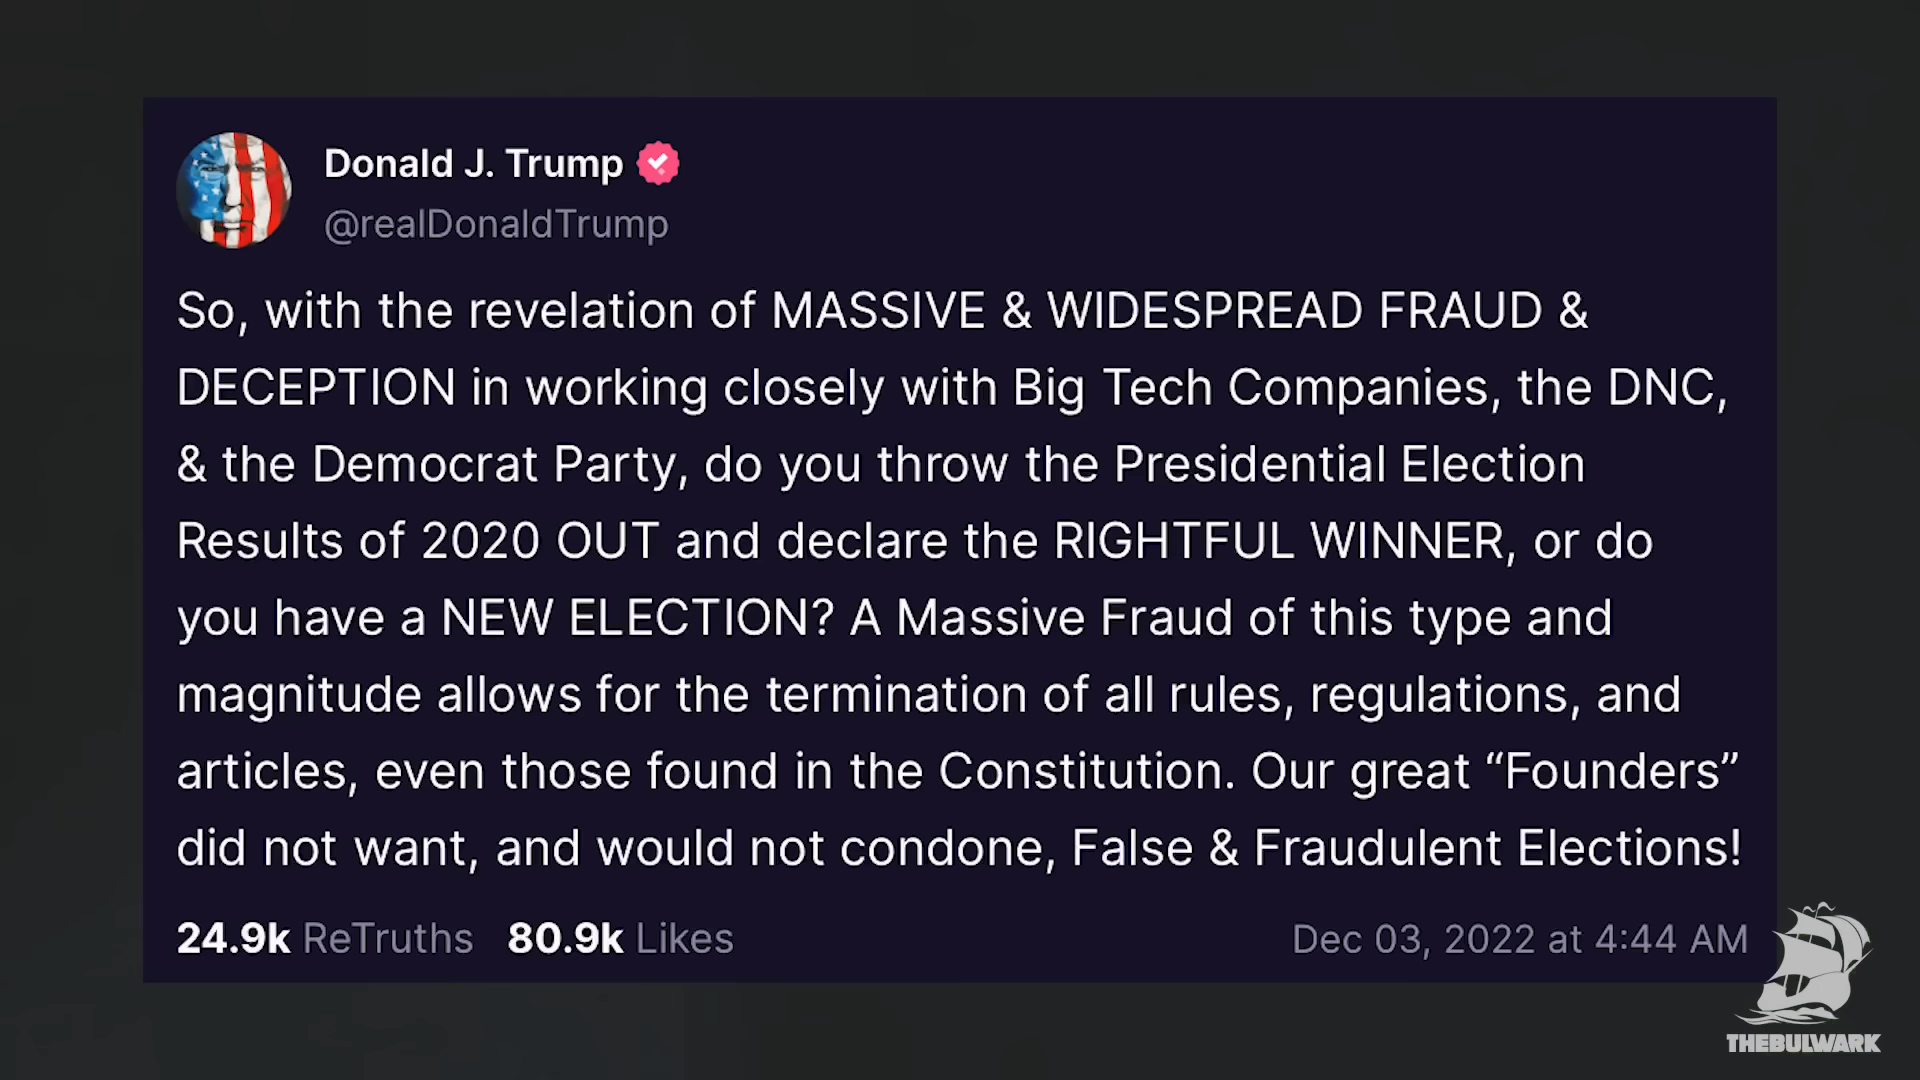 Donald J. Trump
@realDonaldTrump
So, with the revelation of MASSIVE & WIDESPREAD FRAUD &
DECEPTION in working closely with Big Tech Companies, the DNC,
& the Democrat Party, do you throw the Presidential Election
Results of 2020 OUT and declare the RIGHTFUL WINNER, or do
you have a NEW ELECTION? A Massive Fraud of this type and
magnitude allows for the termination of all rules, regulations, and
articles, even those found in the Constitution. Our great “Founders”
did not want, and would not condone, False & Fraudulent Elections!
24.9k ReTruths 80.9k Likes Dec 03, 2022 at 4:44 AM
THEBULWARK